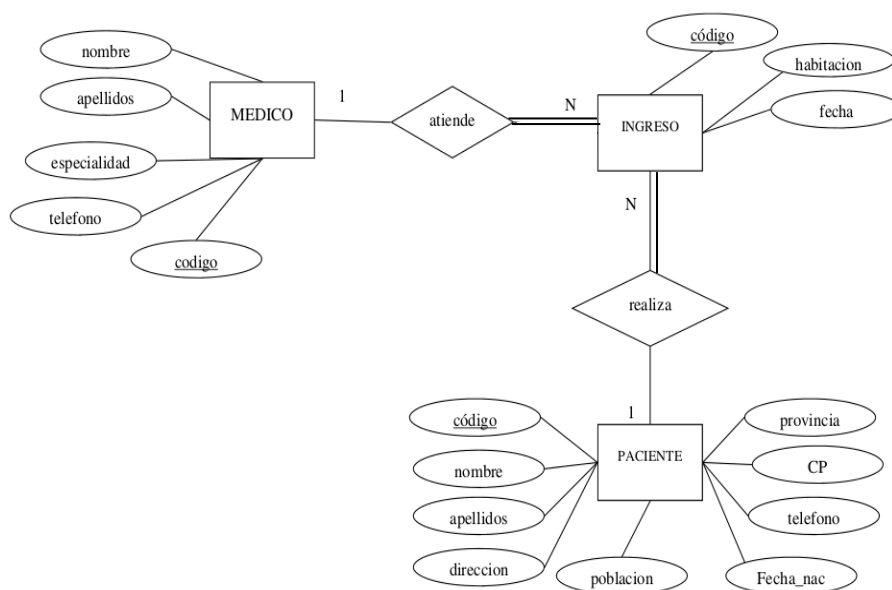 nombre
apellidos
MEDICO
especialidad
telefono
codigo
1
atiende
N
código
habitacion
fecha
INGRESO
N
realiza
1
código
nombre
apellidos
direccion
PACIENTE
poblacion
provincia
CP
telefono
Fecha_nac